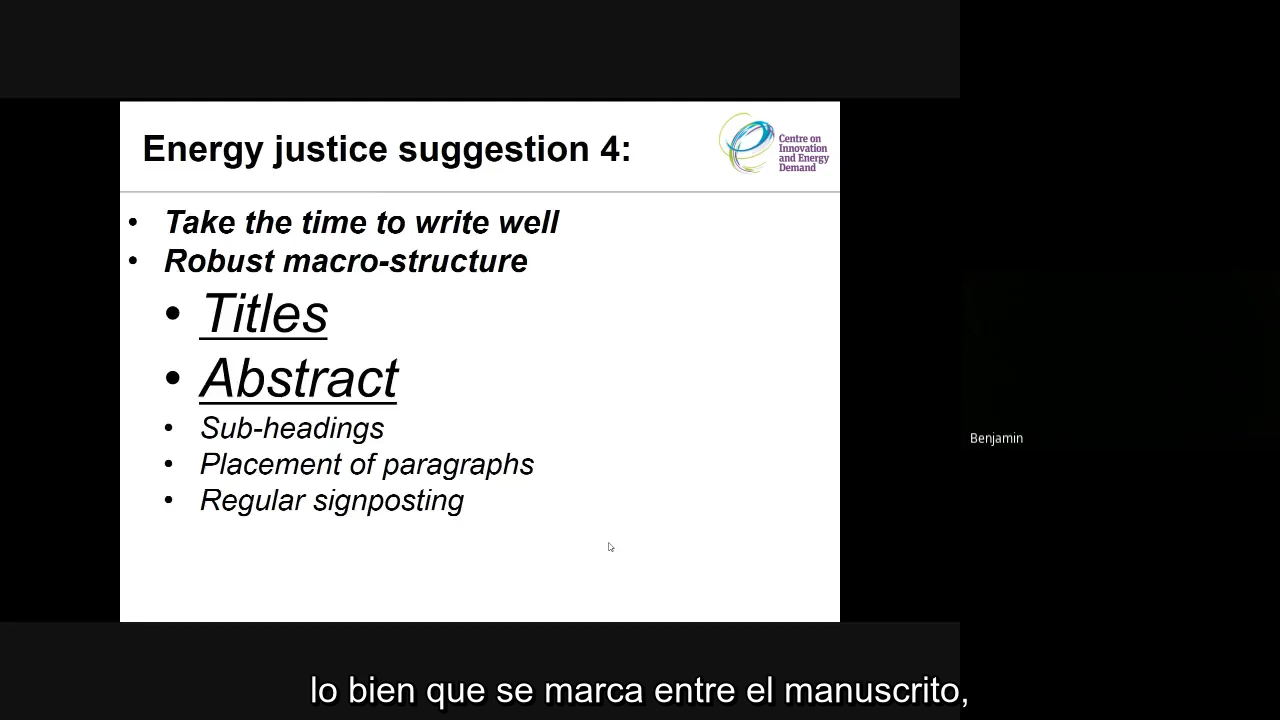 Energy justice suggestion 4:
Centre on
Innovation
and Energy
Demand
• Take the time to write well
• Robust macro-structure
• Titles
• Abstract
• Sub-headings
• Placement of paragraphs
• Regular signposting
Benjamin
lo bien que se marca entre el manuscrito,